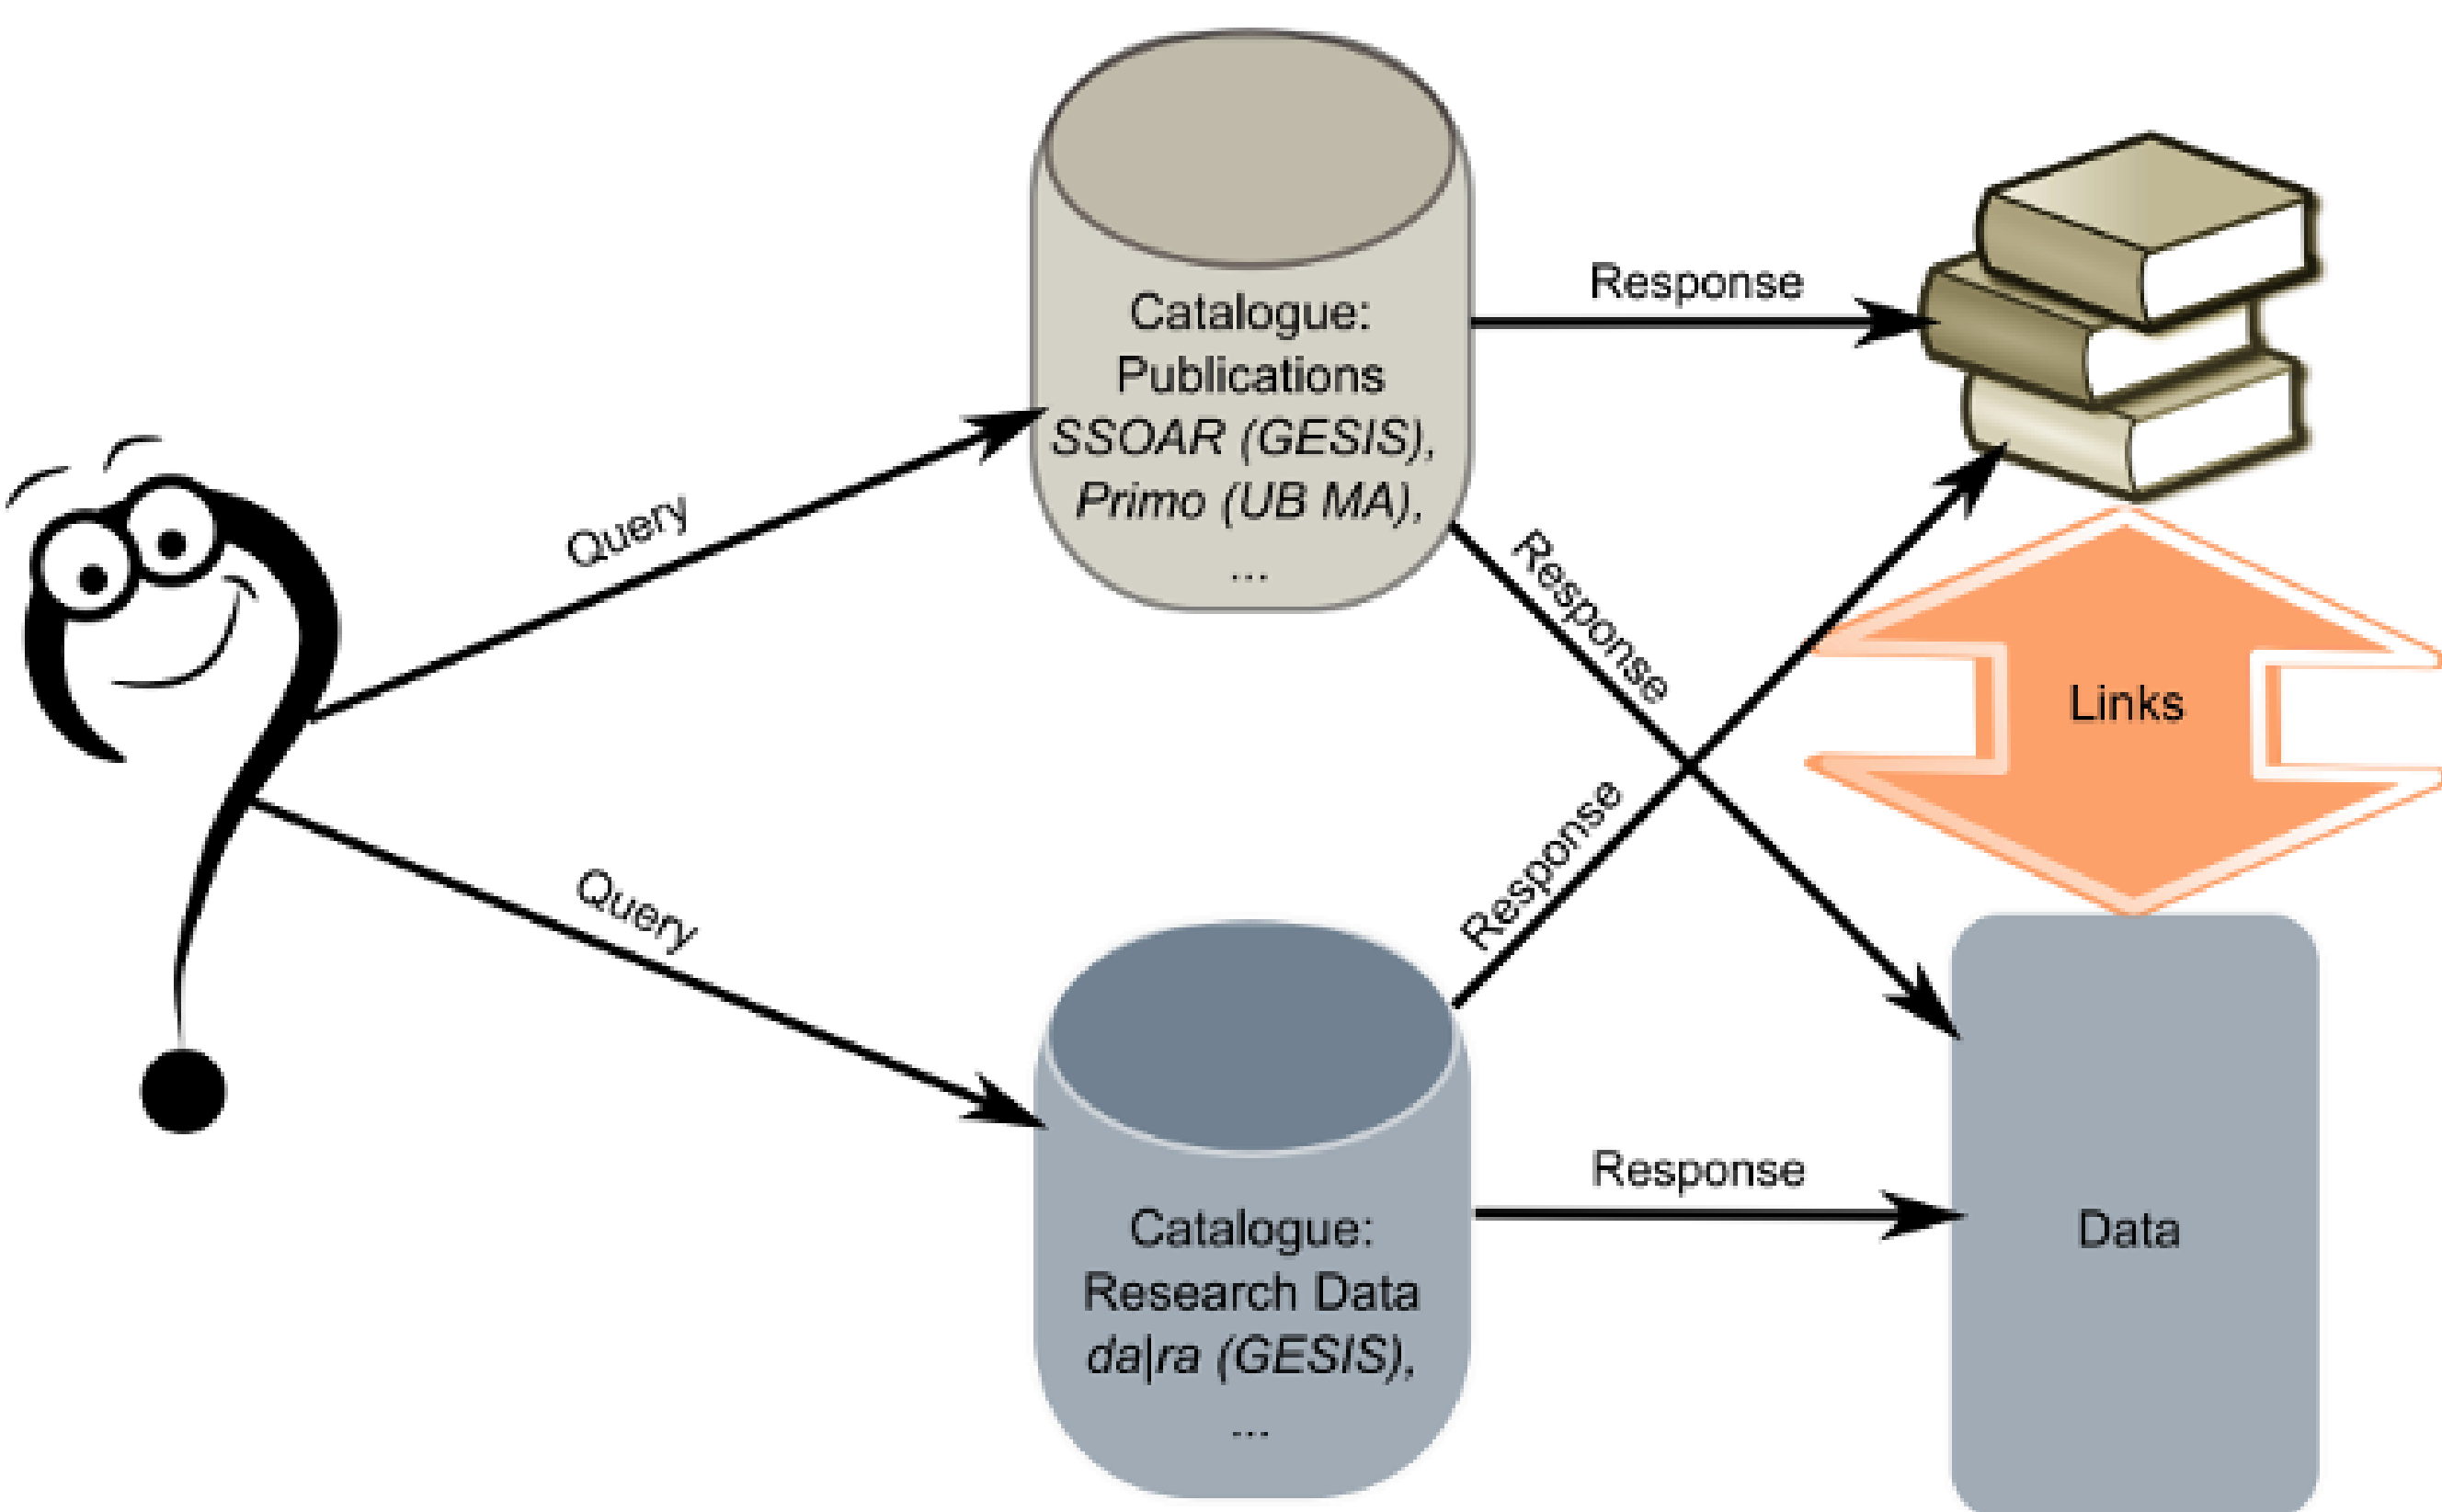 Catalogue:
Publications
SSOAR (GESIS),
Primo (UB MA),
...
Response
Query
Response
Links
Response
Query
Response
Catalogue:
Research Data
da|ra (GESIS),
...
Data